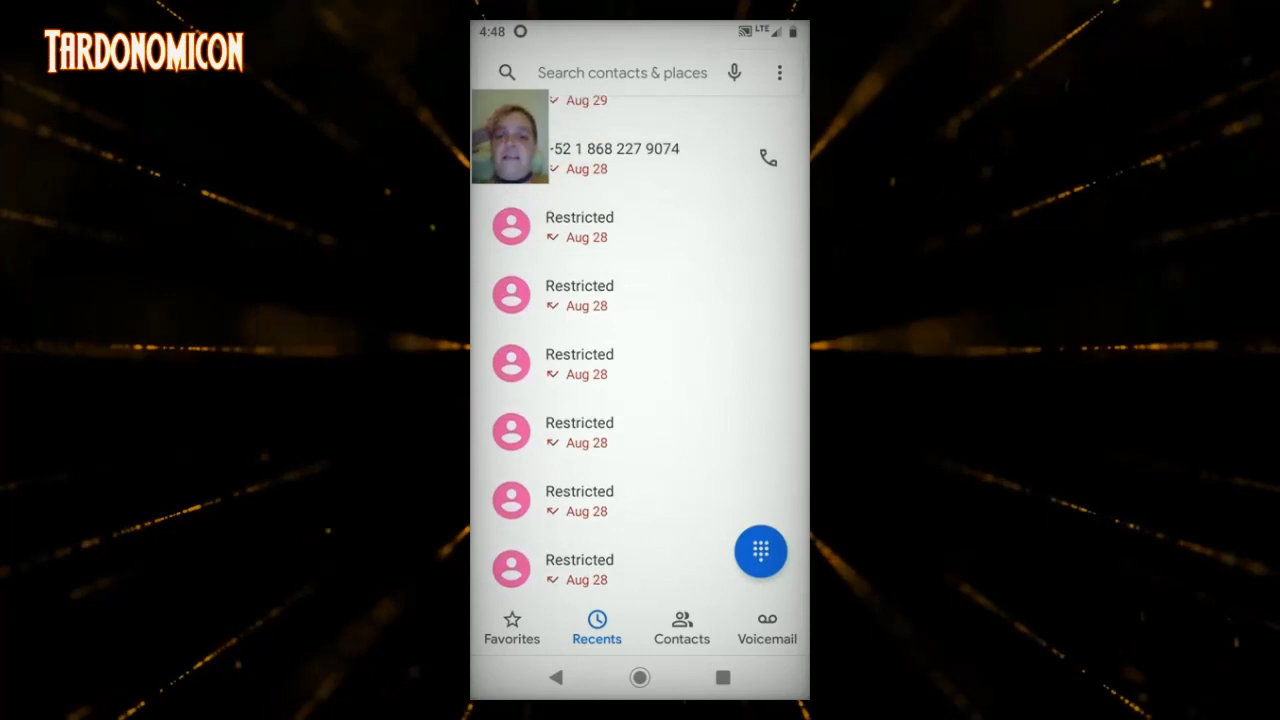 TARDONOMICON
4:48
LTE
Search contacts & places
Aug 29
-52 1 868 227 9074
Aug 28
Restricted
Aug 28
Restricted
Aug 28
Restricted
Aug 28
Restricted
Aug 28
Restricted
Aug 28
Restricted
Aug 28
Favorites
Recents
Contacts
Voicemail